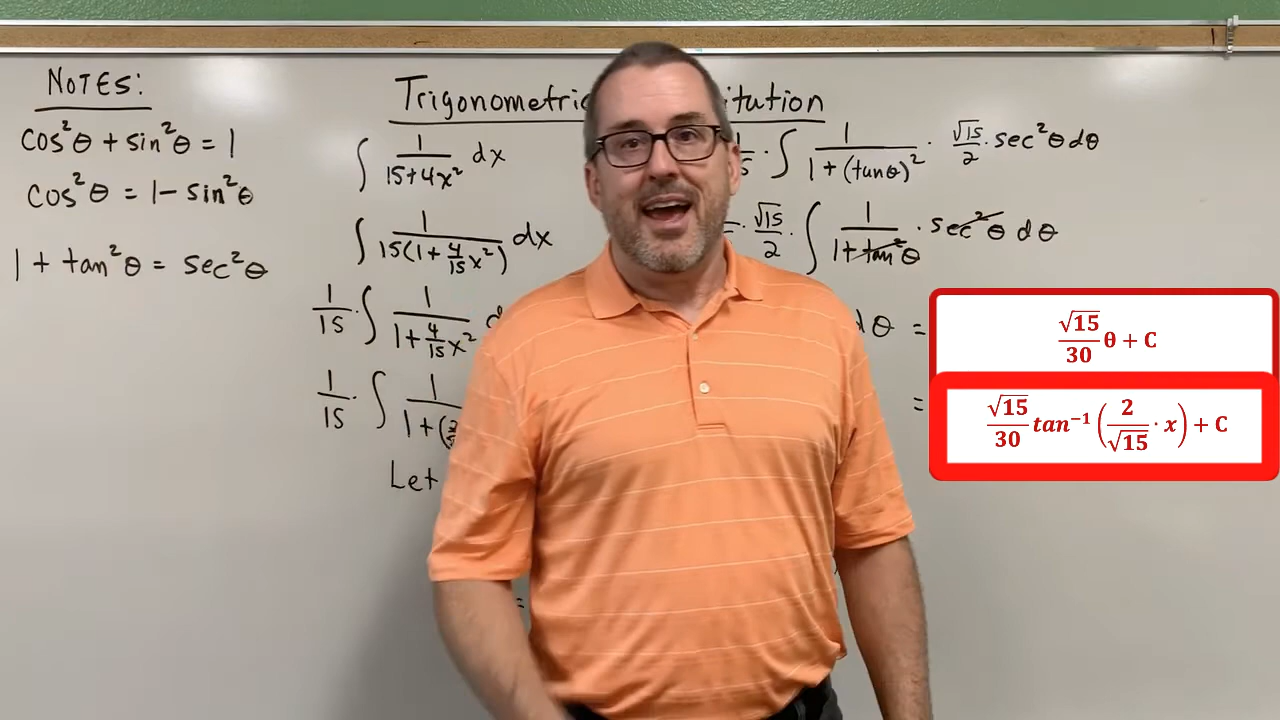 NOTES:
cos²θ + sin²θ = 1
cos²θ = 1 - sin²θ
1 + tan²θ = sec²θ
Trigonometric
itution
∫ 1/(15+4x²) dx
∫ 1/(15(1+4/15 x²)) dx
1/15 · ∫ 1/(1+4/15 x²)
1/15 · ∫ 1/(1+(
Let
· ∫ 1/(1+(tanθ)²) · √15/2 · sec²θ dθ
· √15/2 · ∫ 1/(1+tan²θ) · sec²θ dθ
dθ = √15/30 θ + C
= √15/30 tan⁻¹(2/√15 · x) + C